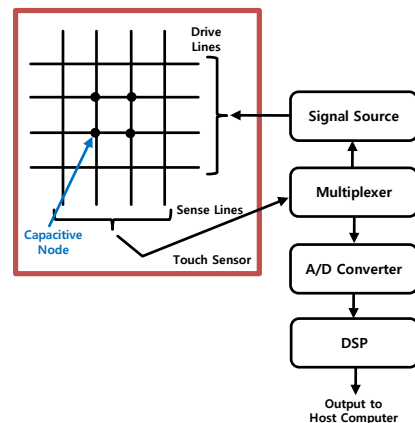 Drive
Lines
Signal Source
Multiplexer
Sense Lines
Capacitive
Node
Touch Sensor
A/D Converter
DSP
Output to
Host Computer